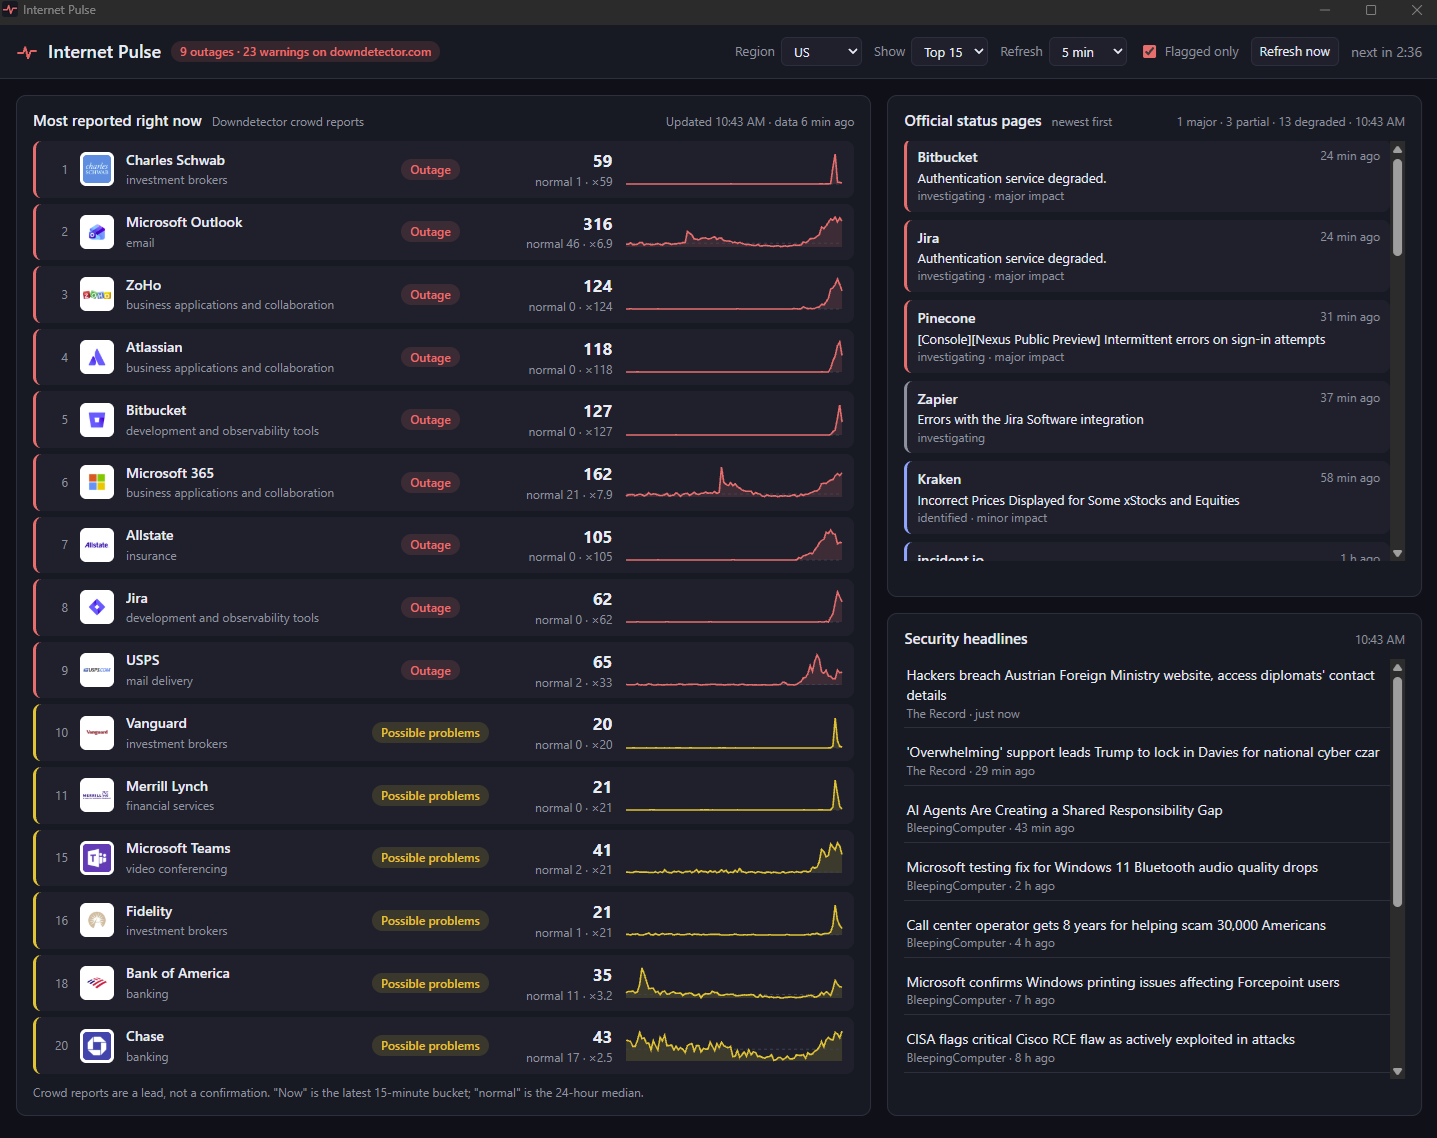 Internet Pulse
Internet Pulse
9 outages · 23 warnings on downdetector.com
Region
US
Show
Top 15
Refresh
5 min
Flagged only
Refresh now
next in 2:36
Most reported right now
Downdetector crowd reports
Updated 10:43 AM · data 6 min ago
1
charles SCHWAB
Charles Schwab
investment brokers
Outage
59
normal 1 · ×59
2
Microsoft Outlook
email
Outage
316
normal 46 · ×6.9
3
ZOHO
ZoHo
business applications and collaboration
Outage
124
normal 0 · ×124
4
Atlassian
business applications and collaboration
Outage
118
normal 0 · ×118
5
Bitbucket
development and observability tools
Outage
127
normal 0 · ×127
6
Microsoft 365
business applications and collaboration
Outage
162
normal 21 · ×7.9
7
Allstate
Allstate
insurance
Outage
105
normal 0 · ×105
8
Jira
development and observability tools
Outage
62
normal 0 · ×62
9
USPS.COM
USPS
mail delivery
Outage
65
normal 2 · ×33
10
Vanguard
Vanguard
investment brokers
Possible problems
20
normal 0 · ×20
11
MERRILL
Merrill Lynch
financial services
Possible problems
21
normal 0 · ×21
15
T
Microsoft Teams
video conferencing
Possible problems
41
normal 2 · ×21
16
Fidelity
investment brokers
Possible problems
21
normal 1 · ×21
18
Bank of America
banking
Possible problems
35
normal 11 · ×3.2
20
Chase
banking
Possible problems
43
normal 17 · ×2.5
Crowd reports are a lead, not a confirmation. "Now" is the latest 15-minute bucket; "normal" is the 24-hour median.
Official status pages
newest first
1 major · 3 partial · 13 degraded · 10:43 AM
Bitbucket
24 min ago
Authentication service degraded.
investigating · major impact
Jira
24 min ago
Authentication service degraded.
investigating · major impact
Pinecone
31 min ago
[Console][Nexus Public Preview] Intermittent errors on sign-in attempts
investigating · major impact
Zapier
37 min ago
Errors with the Jira Software integration
investigating
Kraken
58 min ago
Incorrect Prices Displayed for Some xStocks and Equities
identified · minor impact
incident.io
1 h ago
Security headlines
10:43 AM
Hackers breach Austrian Foreign Ministry website, access diplomats' contact
details
The Record · just now
'Overwhelming' support leads Trump to lock in Davies for national cyber czar
The Record · 29 min ago
AI Agents Are Creating a Shared Responsibility Gap
BleepingComputer · 43 min ago
Microsoft testing fix for Windows 11 Bluetooth audio quality drops
BleepingComputer · 2 h ago
Call center operator gets 8 years for helping scam 30,000 Americans
BleepingComputer · 4 h ago
Microsoft confirms Windows printing issues affecting Forcepoint users
BleepingComputer · 7 h ago
CISA flags critical Cisco RCE flaw as actively exploited in attacks
BleepingComputer · 8 h ago